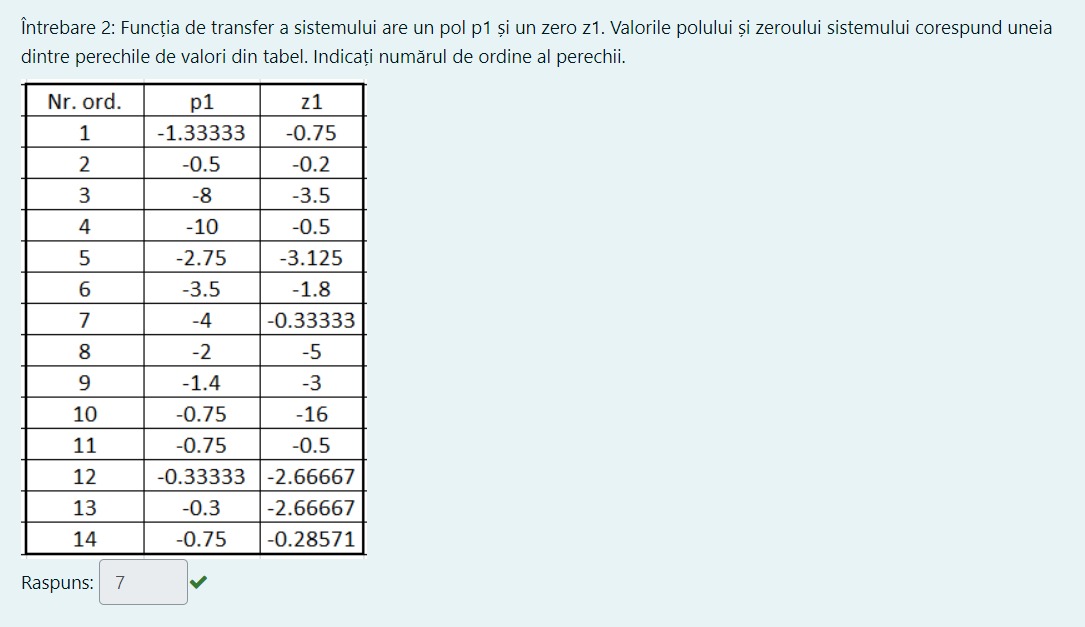 Întrebare 2: Funcția de transfer a sistemului are un pol p1 și un zero z1. Valorile polului și zeroului sistemului corespund uneia
dintre perechile de valori din tabel. Indicați numărul de ordine al perechii.
Nr. ord. p1 z1
1 -1.33333 -0.75
2 -0.5 -0.2
3 -8 -3.5
4 -10 -0.5
5 -2.75 -3.125
6 -3.5 -1.8
7 -4 -0.33333
8 -2 -5
9 -1.4 -3
10 -0.75 -16
11 -0.75 -0.5
12 -0.33333 -2.66667
13 -0.3 -2.66667
14 -0.75 -0.28571
Raspuns: 7